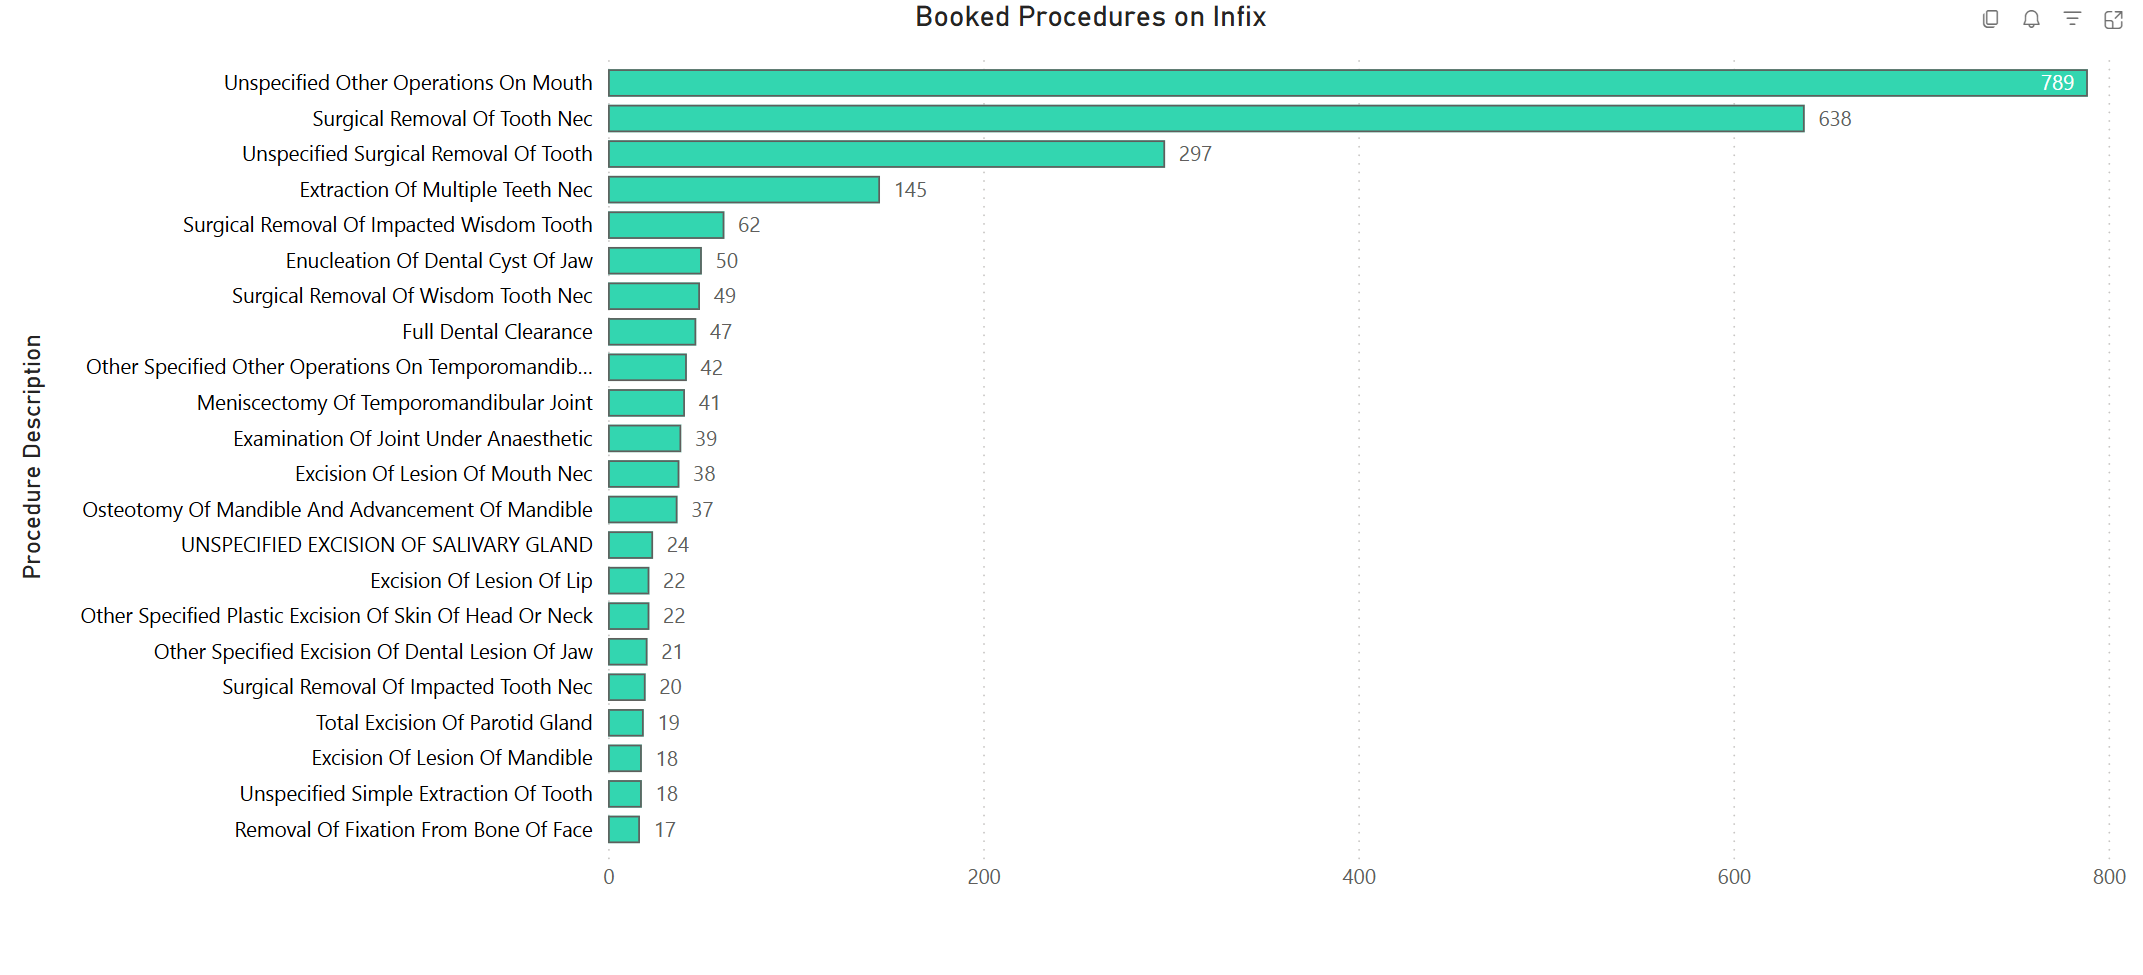 Booked Procedures on Infix
Procedure Description
Unspecified Other Operations On Mouth 789
Surgical Removal Of Tooth Nec 638
Unspecified Surgical Removal Of Tooth 297
Extraction Of Multiple Teeth Nec 145
Surgical Removal Of Impacted Wisdom Tooth 62
Enucleation Of Dental Cyst Of Jaw 50
Surgical Removal Of Wisdom Tooth Nec 49
Full Dental Clearance 47
Other Specified Other Operations On Temporomandib... 42
Meniscectomy Of Temporomandibular Joint 41
Examination Of Joint Under Anaesthetic 39
Excision Of Lesion Of Mouth Nec 38
Osteotomy Of Mandible And Advancement Of Mandible 37
UNSPECIFIED EXCISION OF SALIVARY GLAND 24
Excision Of Lesion Of Lip 22
Other Specified Plastic Excision Of Skin Of Head Or Neck 22
Other Specified Excision Of Dental Lesion Of Jaw 21
Surgical Removal Of Impacted Tooth Nec 20
Total Excision Of Parotid Gland 19
Excision Of Lesion Of Mandible 18
Unspecified Simple Extraction Of Tooth 18
Removal Of Fixation From Bone Of Face 17
0 200 400 600 800